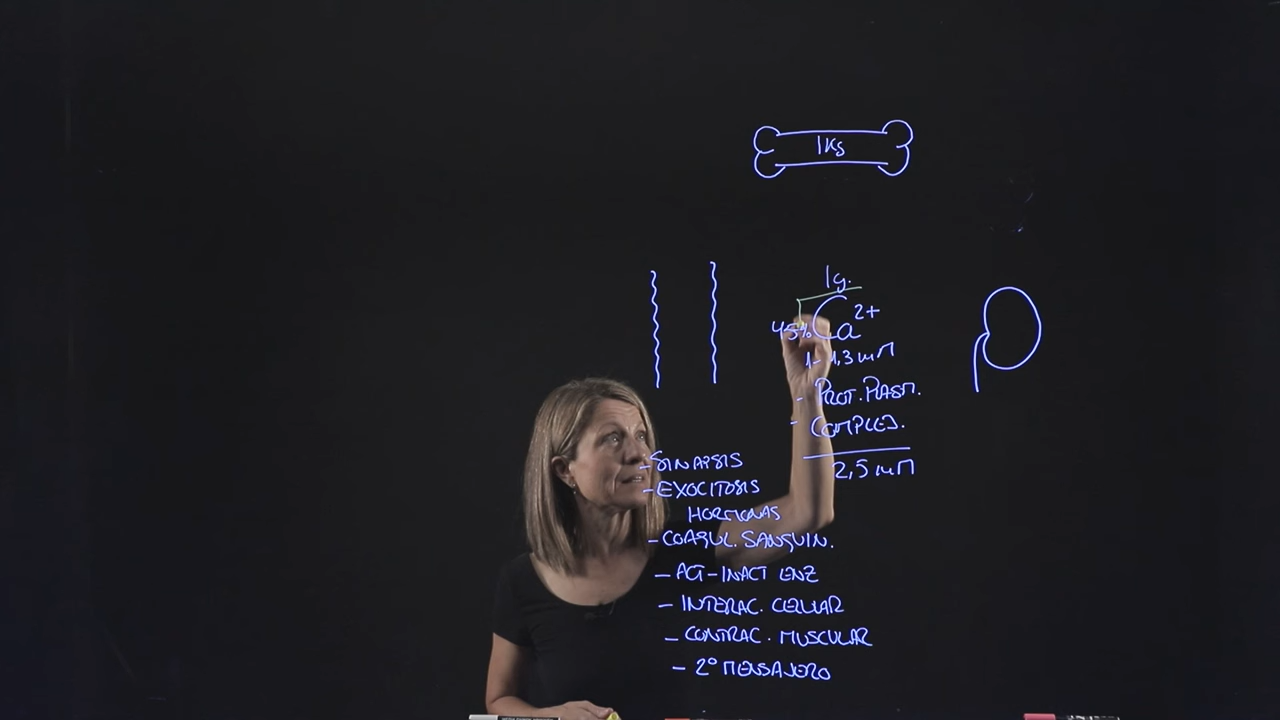 1Kg
1g.
Ca2+
45%
1-1,3 mM
- PROT. PLASM.
- COMPLEJ.
2,5 mM
- SINAPSIS
- EXOCITOSIS
HORMONAS
- COAGUL. SANGUIN.
- ACT-INACT ENZ
- INTERAC. CELULAR
- CONTRAC. MUSCULAR
- 2º MENSAJERO